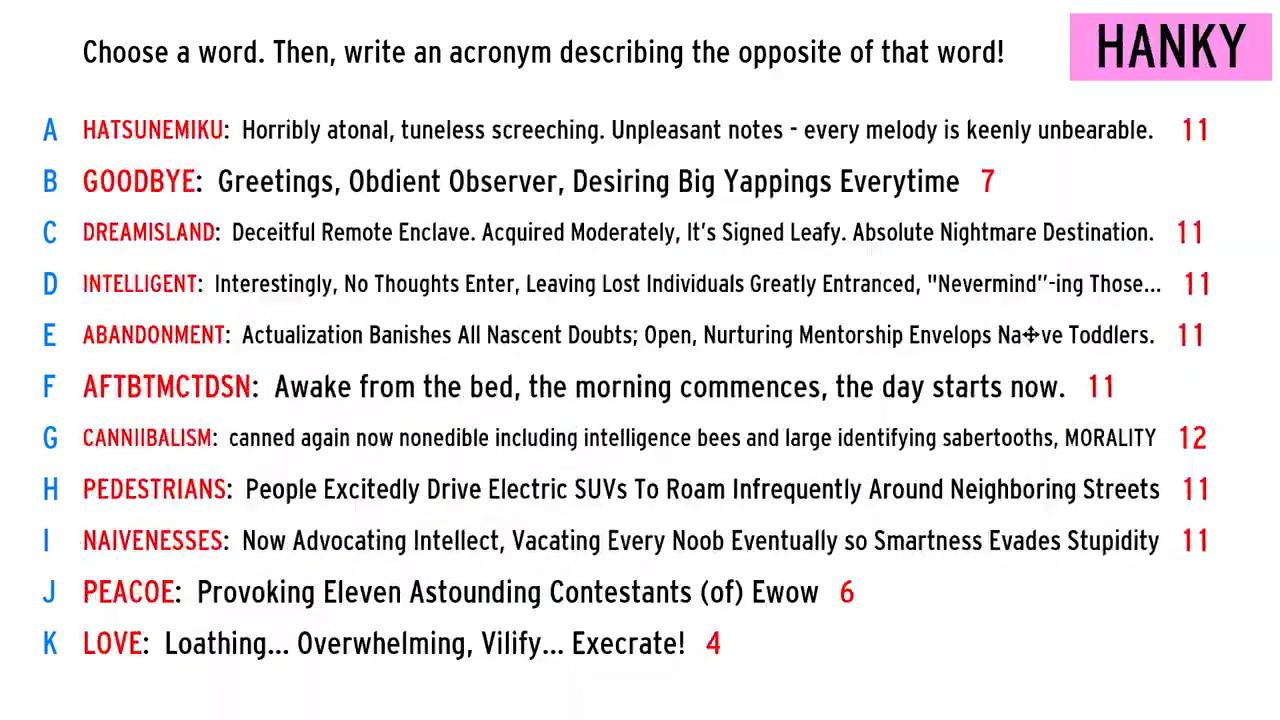 Choose a word. Then, write an acronym describing the opposite of that word!
HANKY
A HATSUNEMIKU: Horribly atonal, tuneless screeching. Unpleasant notes - every melody is keenly unbearable. 11
B GOODBYE: Greetings, Obdient Observer, Desiring Big Yappings Everytime 7
C DREAMISLAND: Deceitful Remote Enclave. Acquired Moderately, It's Signed Leafy. Absolute Nightmare Destination. 11
D INTELLIGENT: Interestingly, No Thoughts Enter, Leaving Lost Individuals Greatly Entranced, "Nevermind"-ing Those... 11
E ABANDONMENT: Actualization Banishes All Nascent Doubts; Open, Nurturing Mentorship Envelops Na✢ve Toddlers. 11
F AFTBTMCTDSN: Awake from the bed, the morning commences, the day starts now. 11
G CANNIIBALISM: canned again now nonedible including intelligence bees and large identifying sabertooths, MORALITY 12
H PEDESTRIANS: People Excitedly Drive Electric SUVs To Roam Infrequently Around Neighboring Streets 11
I NAIVENESSES: Now Advocating Intellect, Vacating Every Noob Eventually so Smartness Evades Stupidity 11
J PEACOE: Provoking Eleven Astounding Contestants (of) Ewow 6
K LOVE: Loathing... Overwhelming, Vilify... Execrate! 4